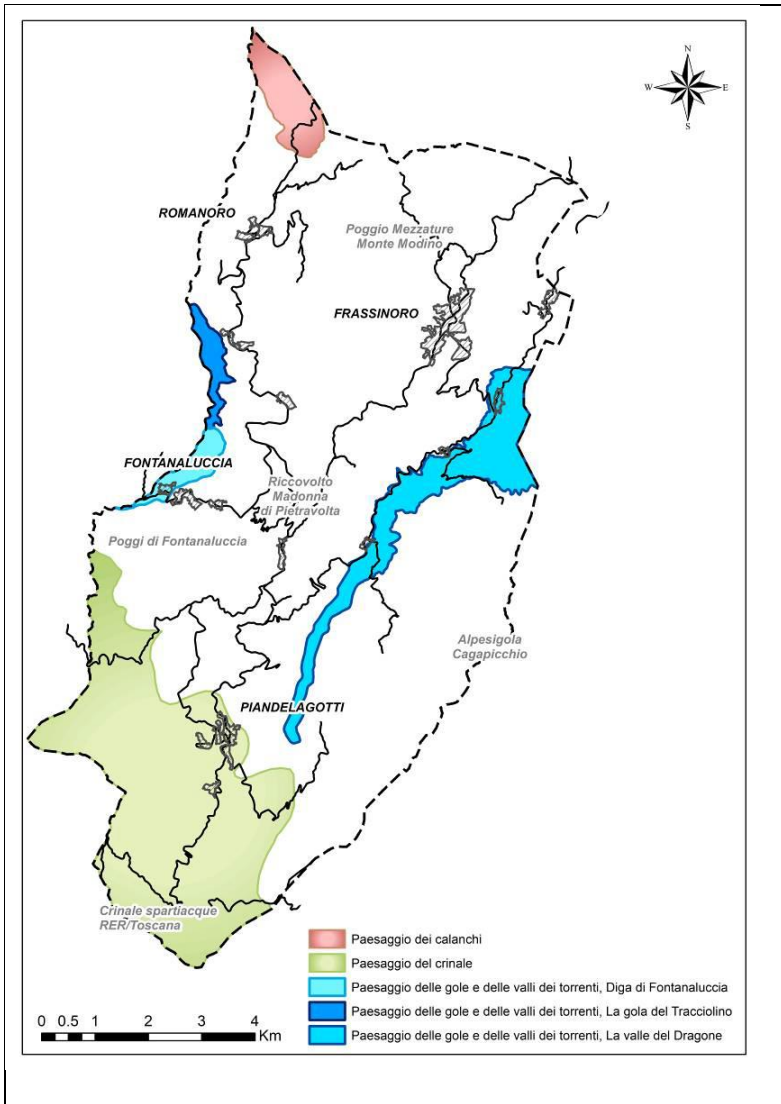 N
W E
S
ROMANORO
Poggio Mezzature
Monte Modino
FRASSINORO
FONTANALUCCIA
Riccovolto
Madonna
di Pietravolta
Poggi di Fontanaluccia
Alpesigola
Cagapicchio
PIANDELAGOTTI
Crinale spartiacque
RER/Toscana
Paesaggio dei calanchi
Paesaggio del crinale
Paesaggio delle gole e delle valli dei torrenti, Diga di Fontanaluccia
Paesaggio delle gole e delle valli dei torrenti, La gola del Tracciolino
Paesaggio delle gole e delle valli dei torrenti, La valle del Dragone
0 0.5 1 2 3 4
Km